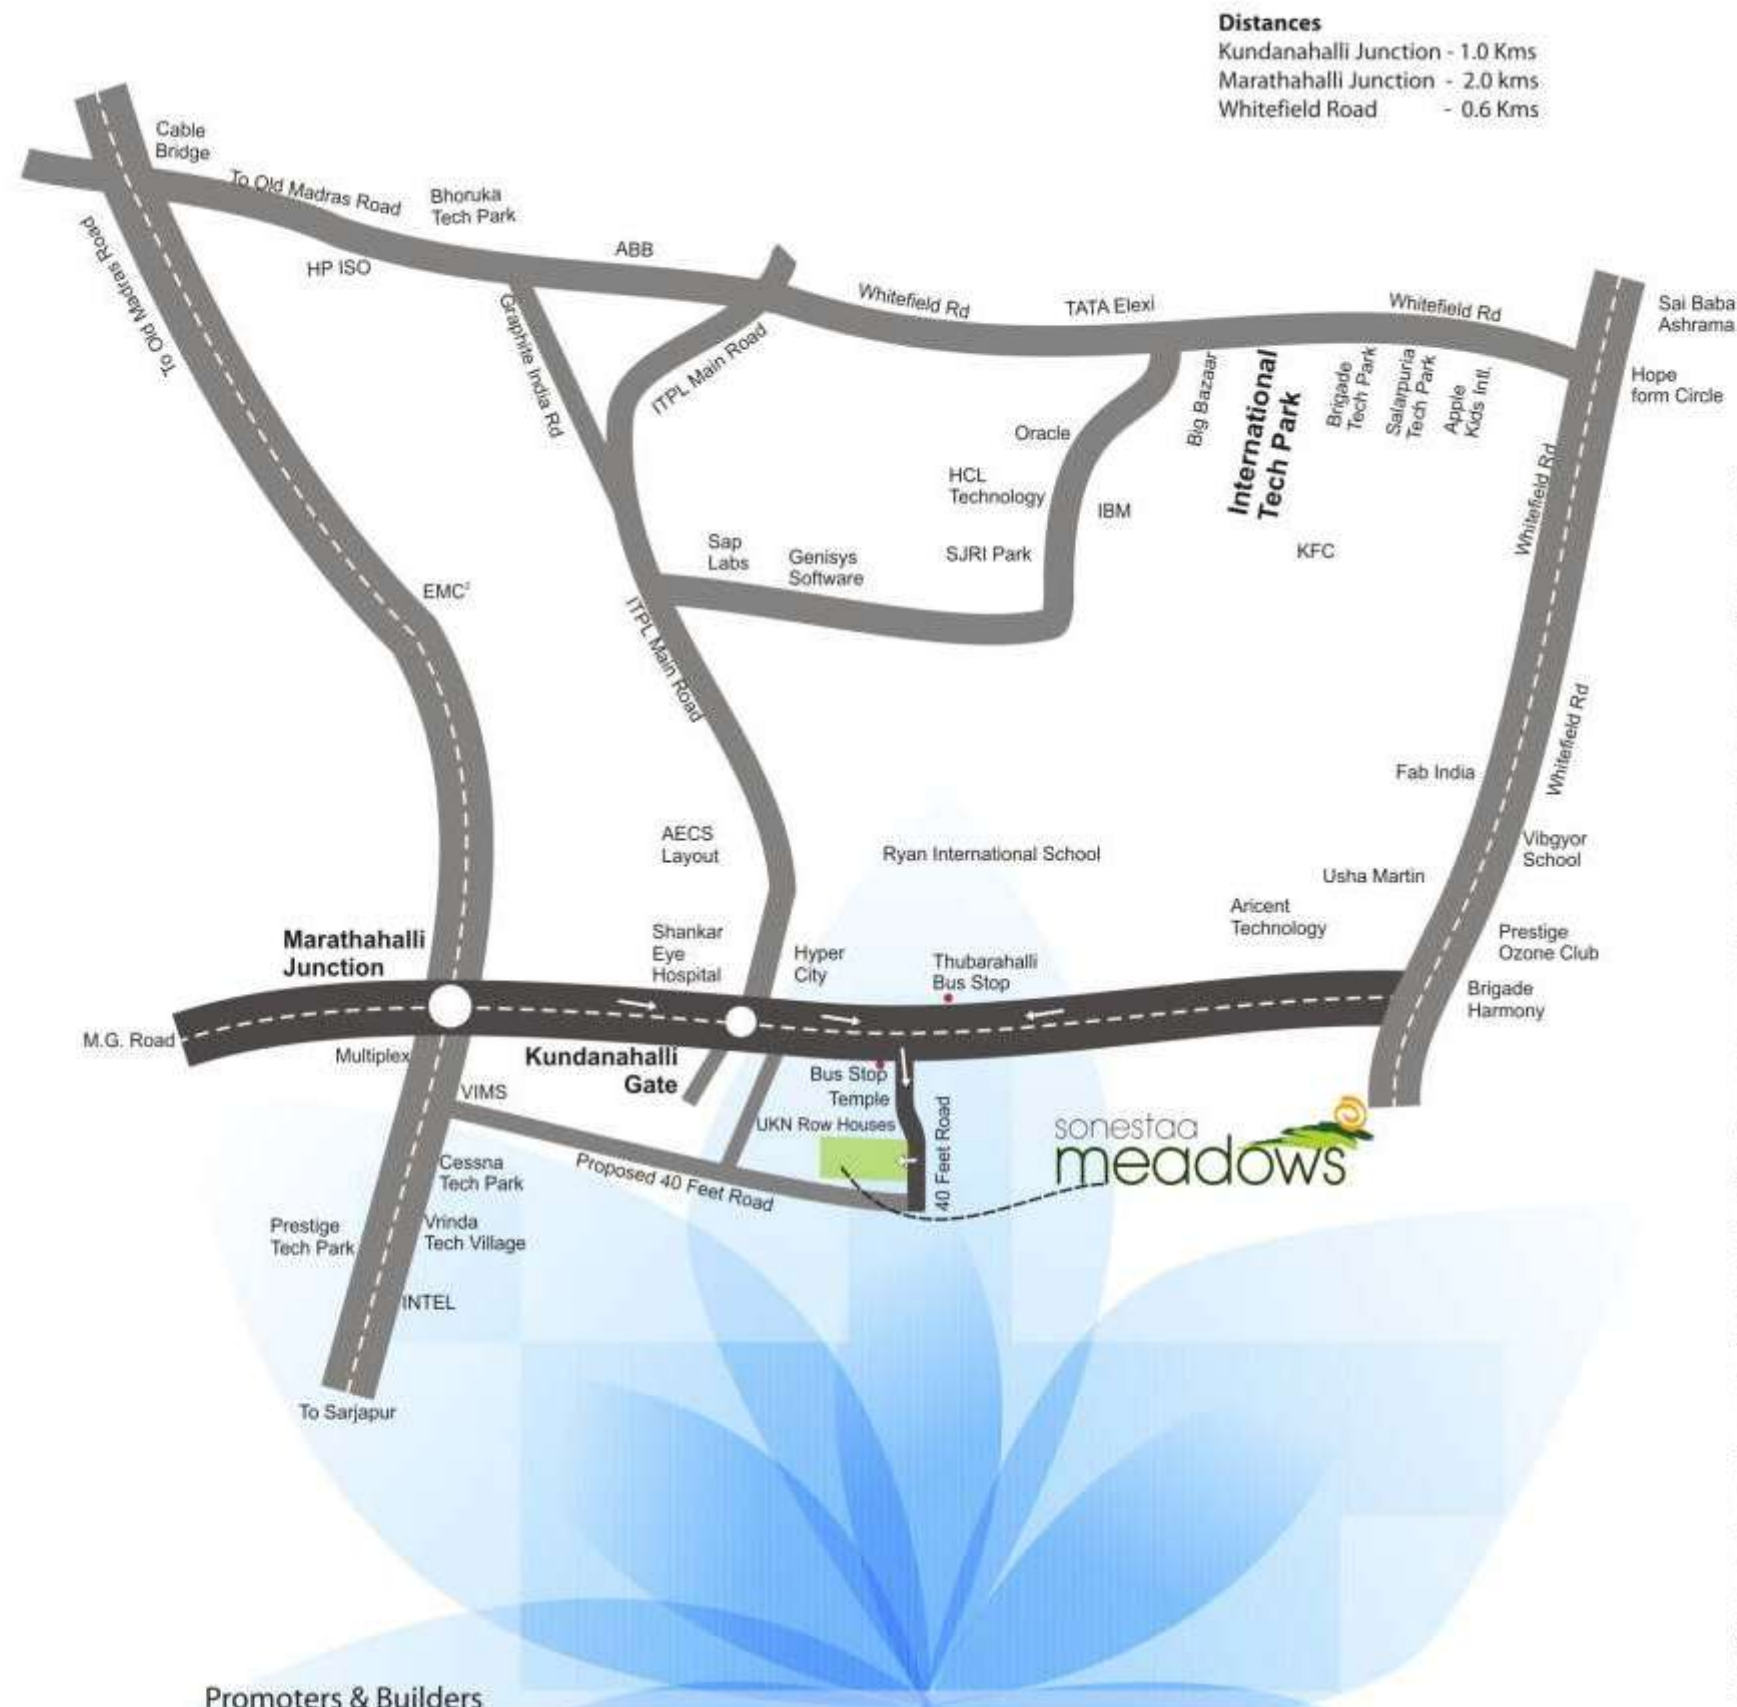 Distances
Kundanahalli Junction - 1.0 Kms
Marathahalli Junction - 2.0 kms
Whitefield Road - 0.6 Kms
Cable
Bridge
To Old Madras Road
Bhoruka
Tech Park
To Old Madras Road
HP ISO
ABB
Graphite India Rd
ITPL Main Road
Whitefield Rd
TATA Elexi
Whitefield Rd
Sai Baba
Ashrama
Hope
form Circle
Big Bazaar
International
Tech Park
Brigade
Tech Park
Salarpuria
Tech Park
Apple
Kids Intl.
Oracle
HCL
Technology
IBM
Whitefield Rd
SJRI Park
KFC
Sap
Labs
Genisys
Software
EMC²
ITPL Main Road
Whitefield Rd
Fab India
AECS
Layout
Ryan International School
Vibgyor
School
Usha Martin
Aricent
Technology
Marathahalli
Junction
Shankar
Eye
Hospital
Hyper
City
Thubarahalli
Bus Stop
Prestige
Ozone Club
Brigade
Harmony
M.G. Road
Multiplex
Kundanahalli
Gate
Bus Stop
Temple
VIMS
UKN Row Houses
40 Feet Road
sonestaa
meadows
Proposed 40 Feet Road
Cessna
Tech Park
Prestige
Tech Park
Vrinda
Tech Village
INTEL
To Sarjapur
Promoters & Builders